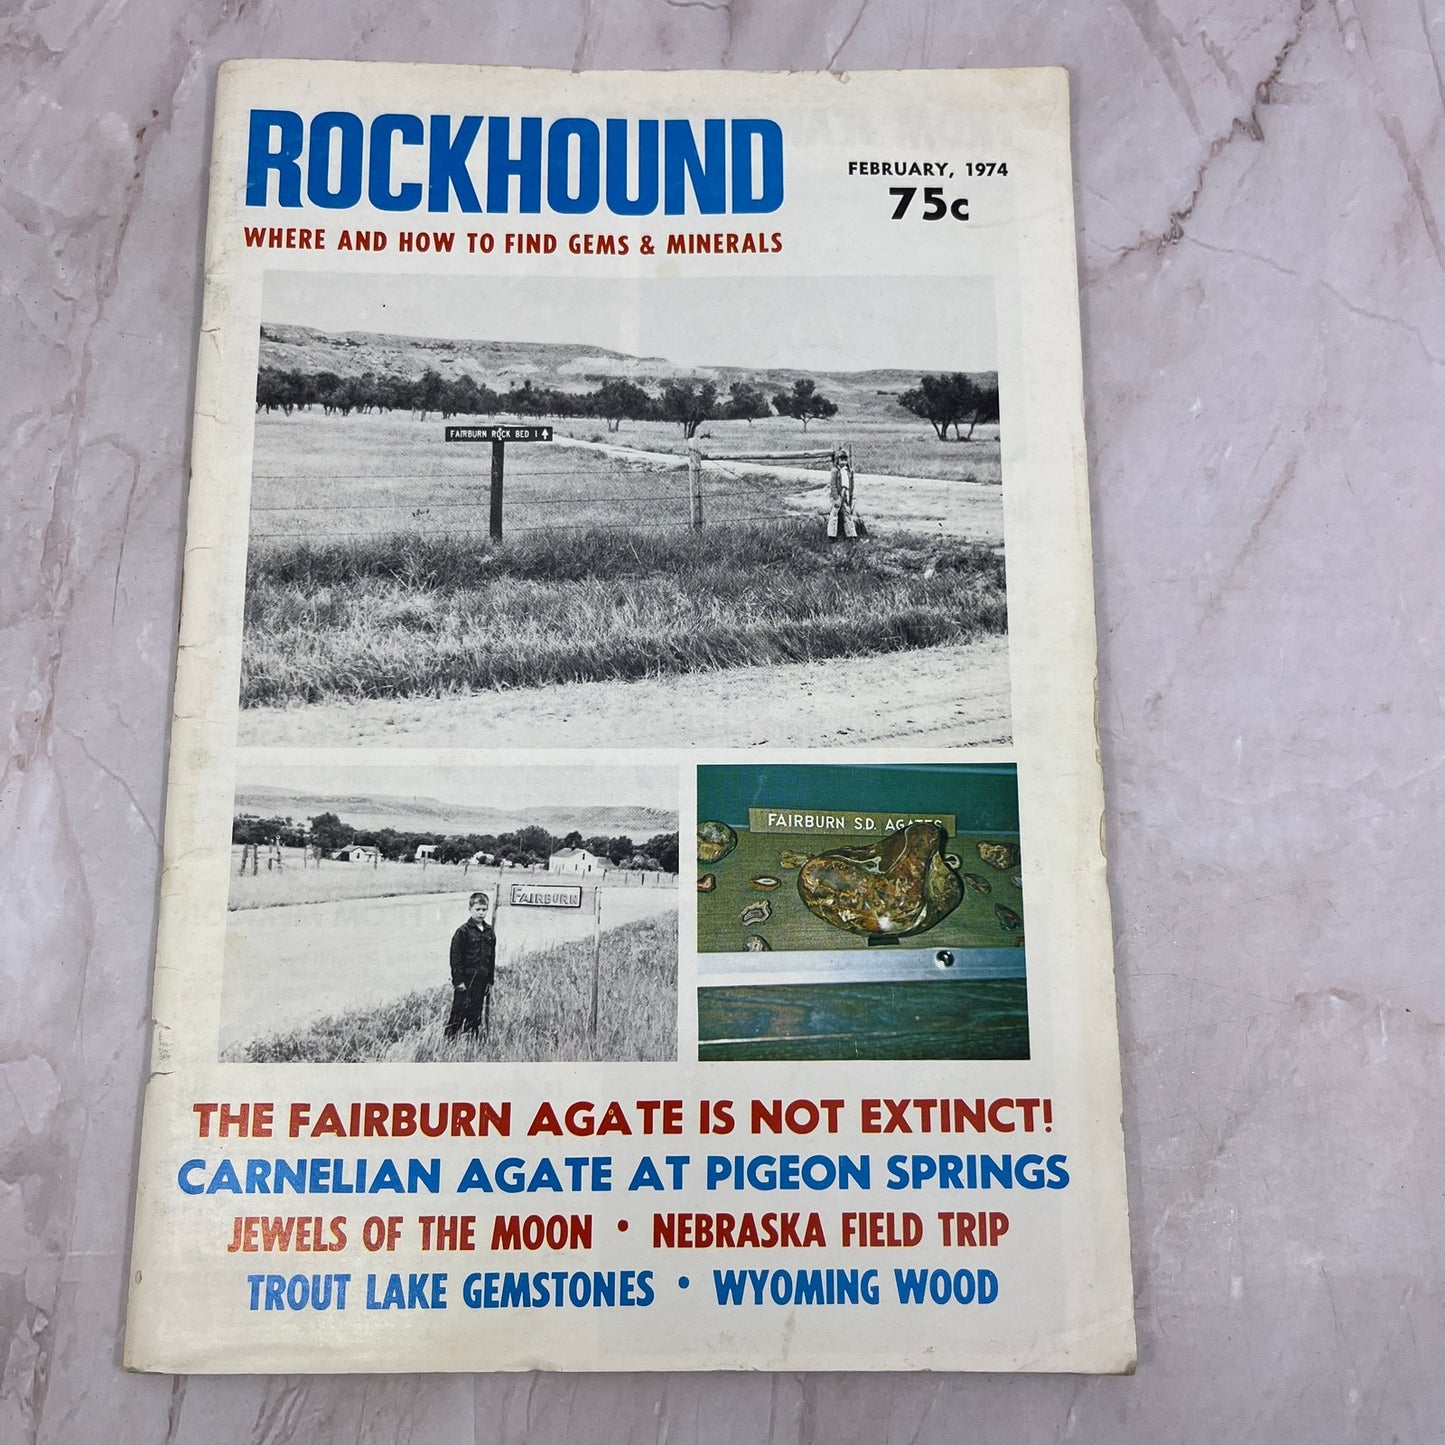 ROCKHOUND
FEBRUARY, 1974
75c
WHERE AND HOW TO FIND GEMS & MINERALS
FAIRBURN ROCK BED 1
FAIRBURN
FAIRBURN S.D. AGATES
THE FAIRBURN AGATE IS NOT EXTINCT!
CARNELIAN AGATE AT PIGEON SPRINGS
JEWELS OF THE MOON • NEBRASKA FIELD TRIP
TROUT LAKE GEMSTONES • WYOMING WOOD